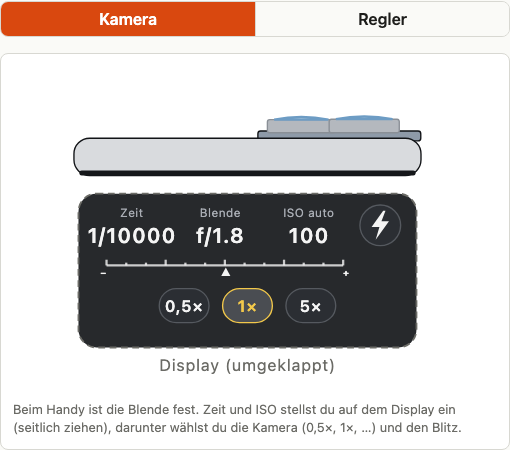 Kamera Regler
Zeit Blende ISO auto
1/10000 f/1.8 100
– +
0,5× 1× 5×
Display (umgeklappt)
Beim Handy ist die Blende fest. Zeit und ISO stellst du auf dem Display ein
(seitlich ziehen), darunter wählst du die Kamera (0,5×, 1×, …) und den Blitz.